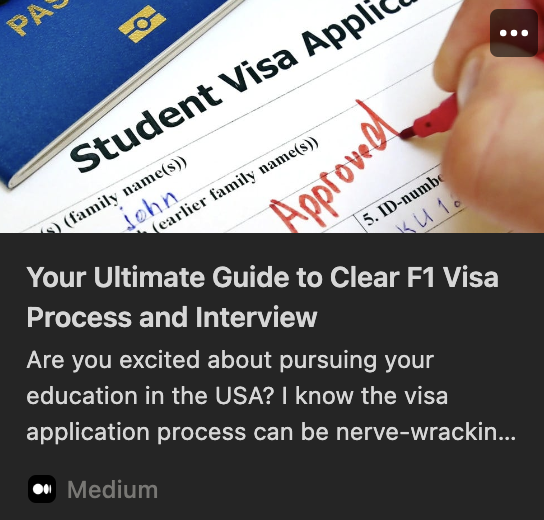 PAS
Student Visa Applica
(s) (family name(s))
john
(earlier family name(s))
Approved
5. ID-numbe
Your Ultimate Guide to Clear F1 Visa
Process and Interview
Are you excited about pursuing your
education in the USA? I know the visa
application process can be nerve-wrackin...
Medium